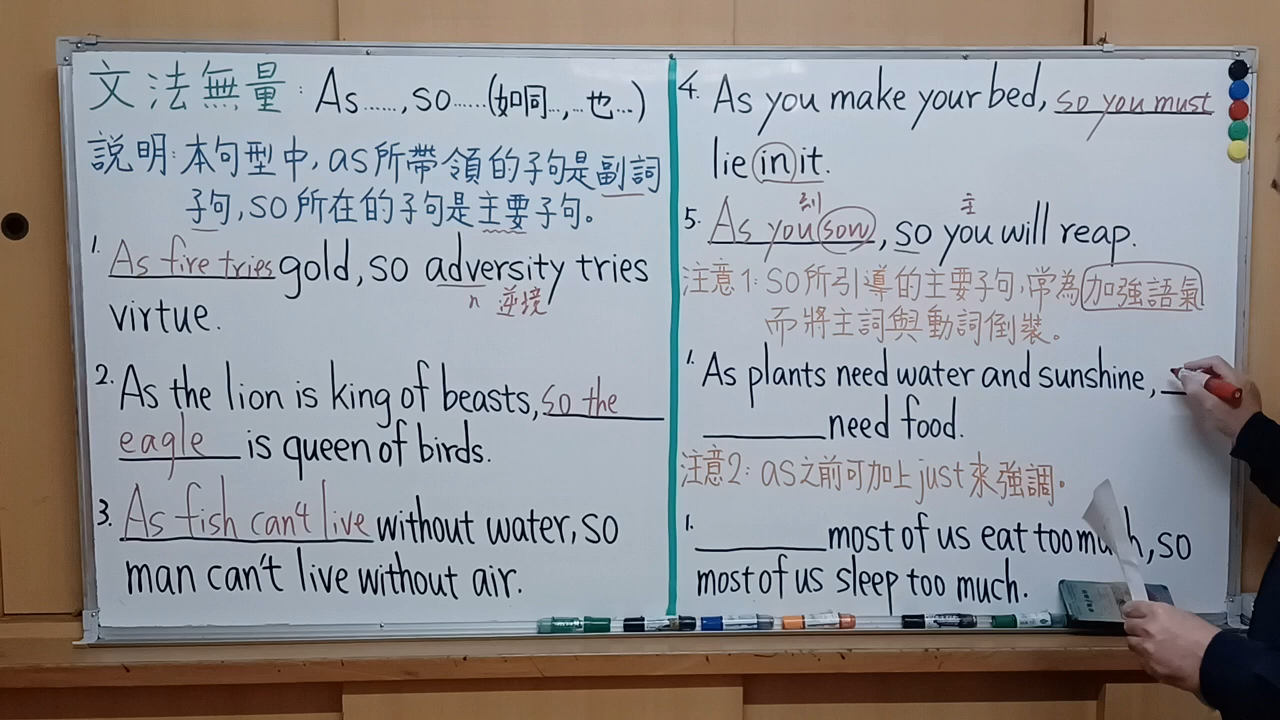 文法無量: As......, so......(如同...,...也...)
説明:本句型中, as所帶領的子句是副詞
子句, so所在的子句是主要子句。
1. As fire tries gold, so adversity tries
n 逆境
virtue.
2. As the lion is king of beasts, so the
eagle is queen of birds.
3. As fish can't live without water, so
man can't live without air.
4. As you make your bed, so you must
lie in it.
副 主
5. As you sow, so you will reap.
注意1: so所引導的主要子句,常為加強語氣
而將主詞與動詞倒裝。
1. As plants need water and sunshine,
need food.
注意2: as之前可加上just來強調。
1. most of us eat too much, so
most of us sleep too much.